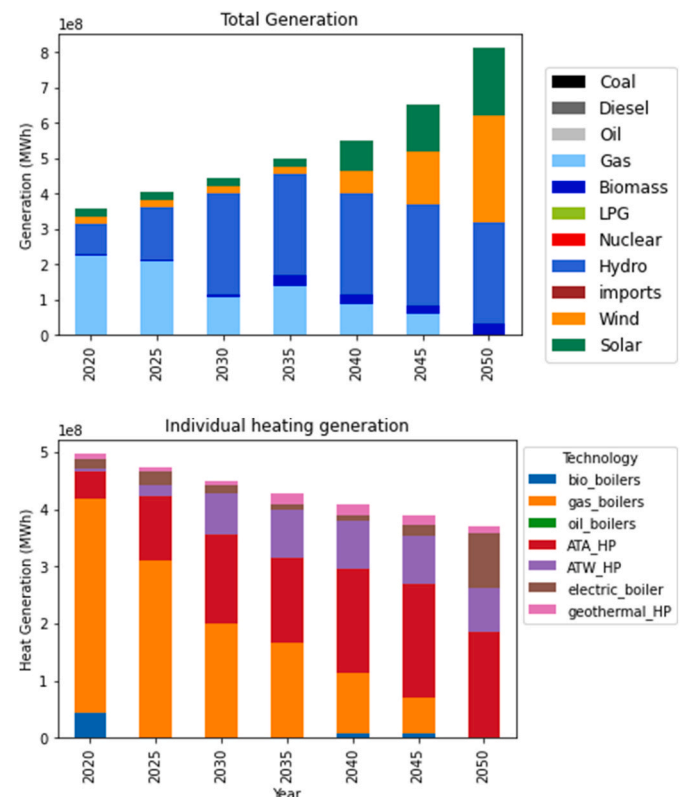 Total Generation
1e8
8
7
6
5
4
3
2
1
0
Generation (MWh)
2020
2025
2030
2035
2040
2045
2050
Coal
Diesel
Oil
Gas
Biomass
LPG
Nuclear
Hydro
imports
Wind
Solar
Individual heating generation
1e8
5
4
3
2
1
0
Heat Generation (MWh)
2020
2025
2030
2035
2040
2045
2050
Year
Technology
bio_boilers
gas_boilers
oil_boilers
ATA_HP
ATW_HP
electric_boiler
geothermal_HP